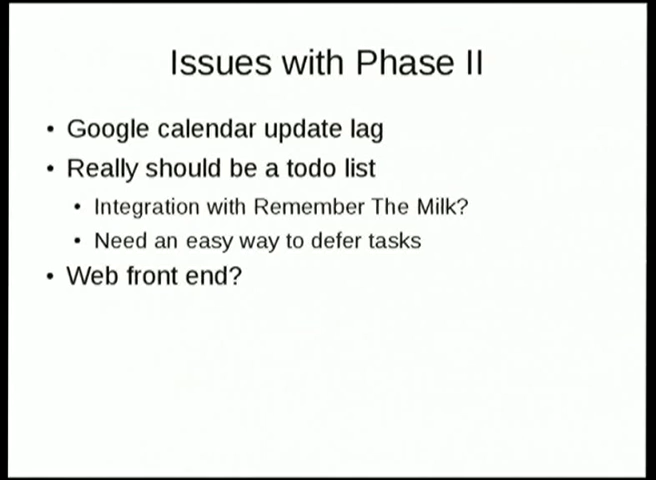 Issues with Phase II
• Google calendar update lag
• Really should be a todo list
• Integration with Remember The Milk?
• Need an easy way to defer tasks
• Web front end?